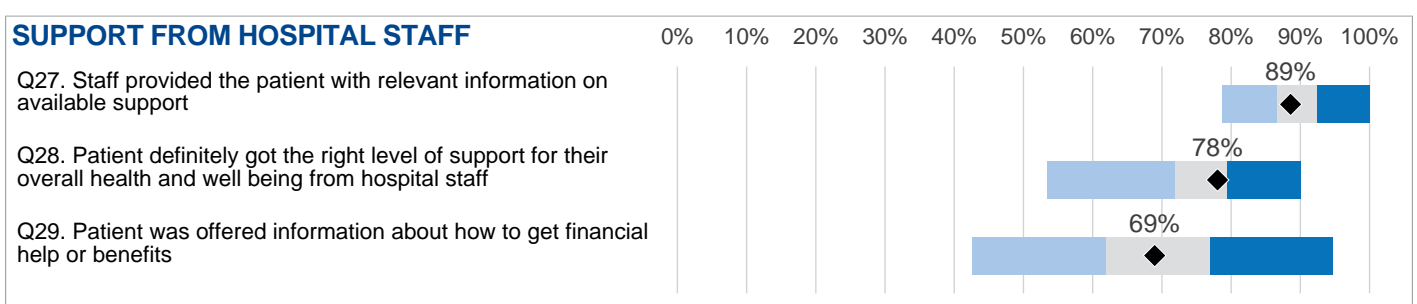 SUPPORT FROM HOSPITAL STAFF 0% 10% 20% 30% 40% 50% 60% 70% 80% 90% 100%
Q27. Staff provided the patient with relevant information on
available support
89%
Q28. Patient definitely got the right level of support for their
overall health and well being from hospital staff
78%
Q29. Patient was offered information about how to get financial
help or benefits
69%